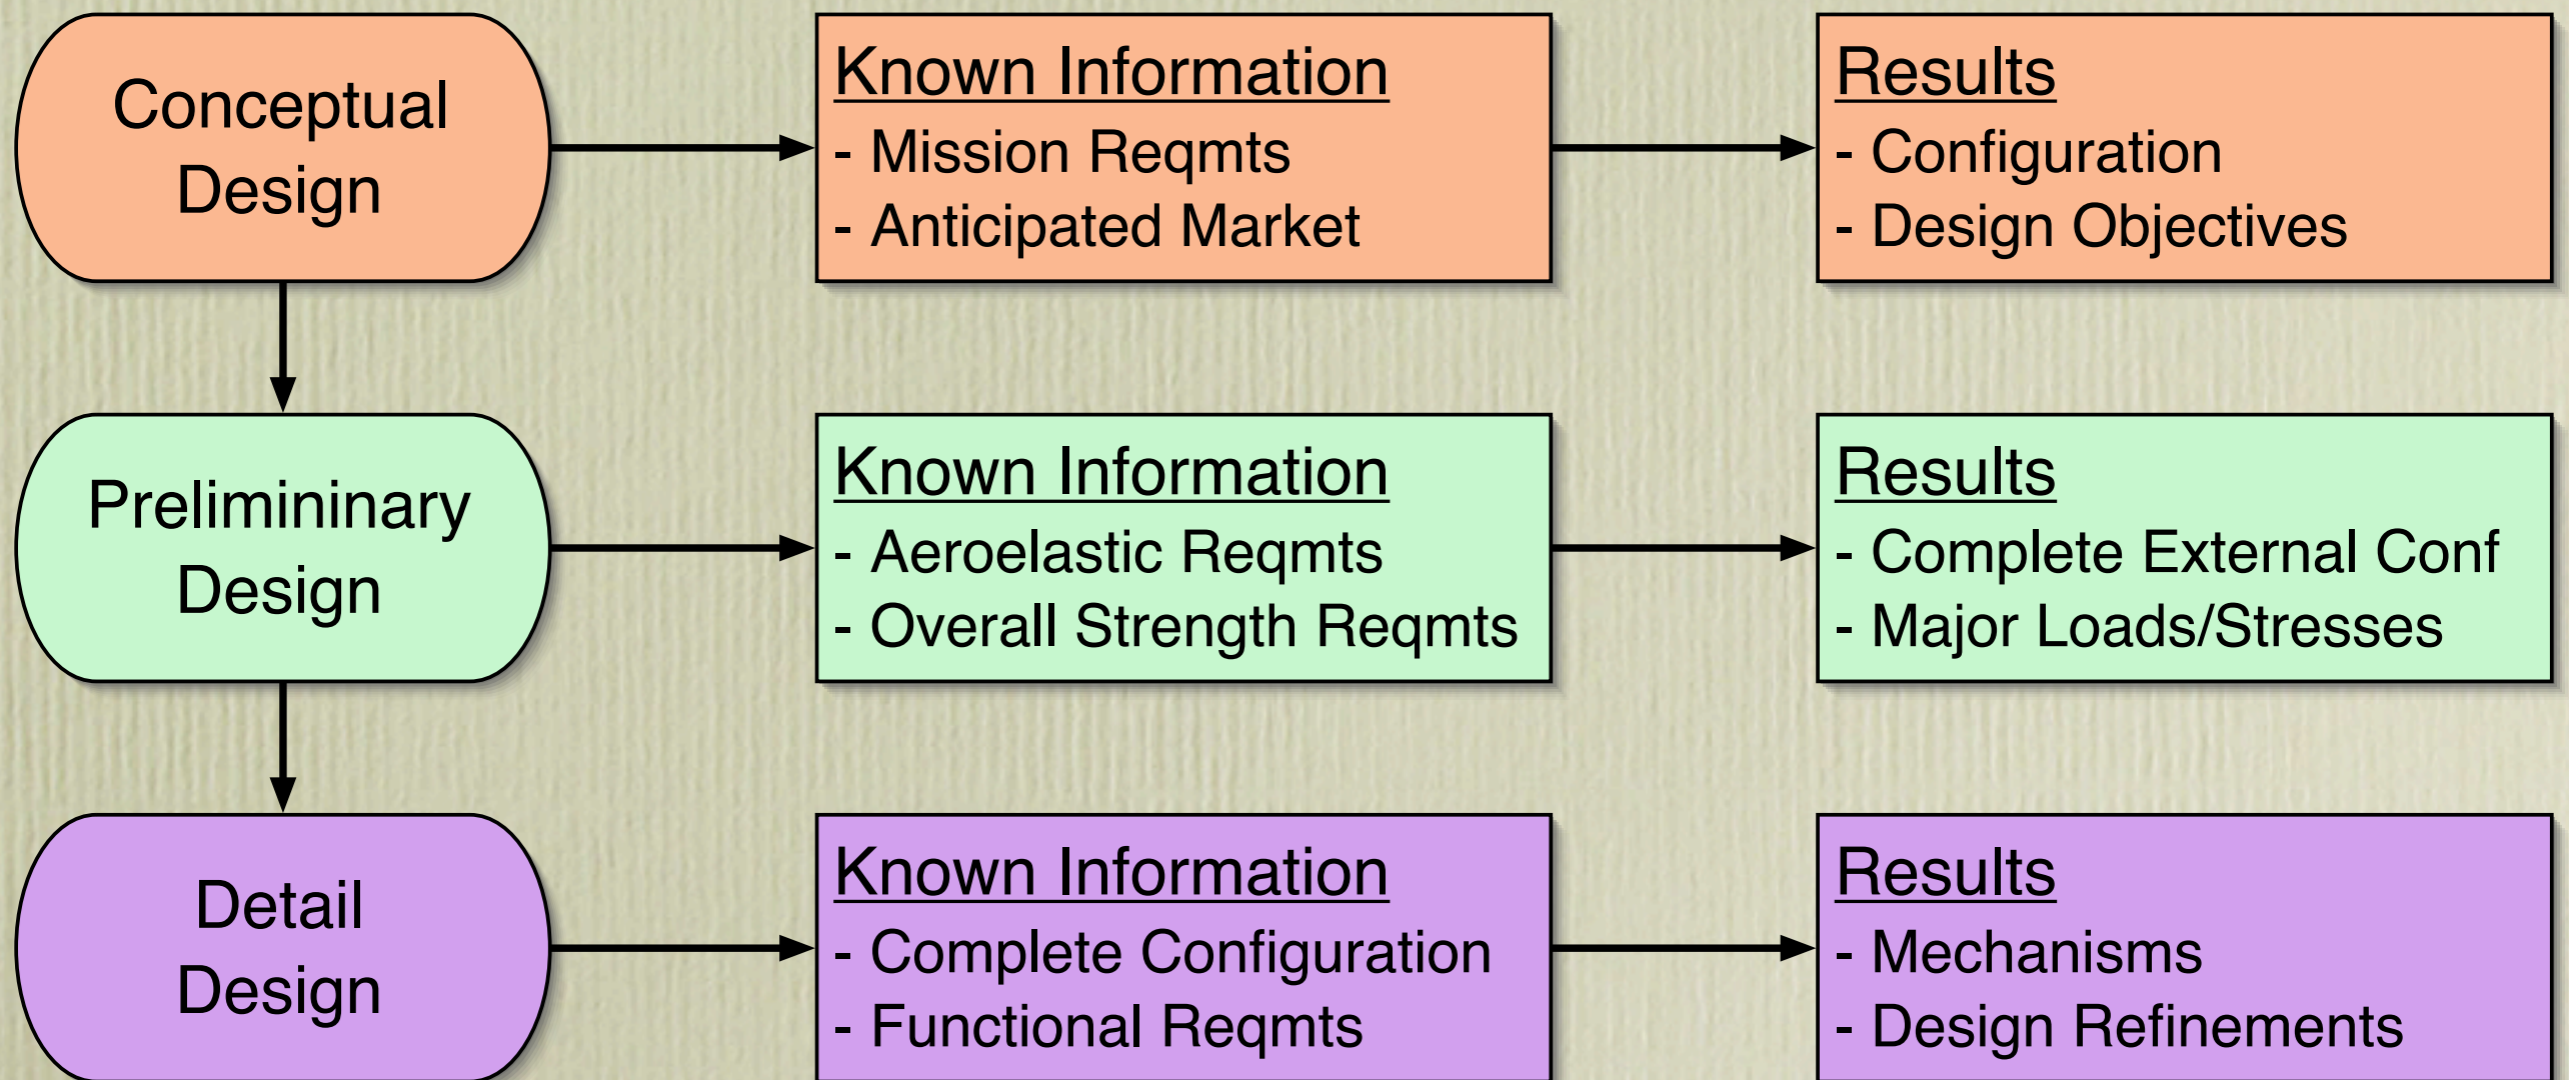 Conceptual
Design
Known Information
- Mission Reqmts
- Anticipated Market
Results
- Configuration
- Design Objectives
Prelimininary
Design
Known Information
- Aeroelastic Reqmts
- Overall Strength Reqmts
Results
- Complete External Conf
- Major Loads/Stresses
Detail
Design
Known Information
- Complete Configuration
- Functional Reqmts
Results
- Mechanisms
- Design Refinements